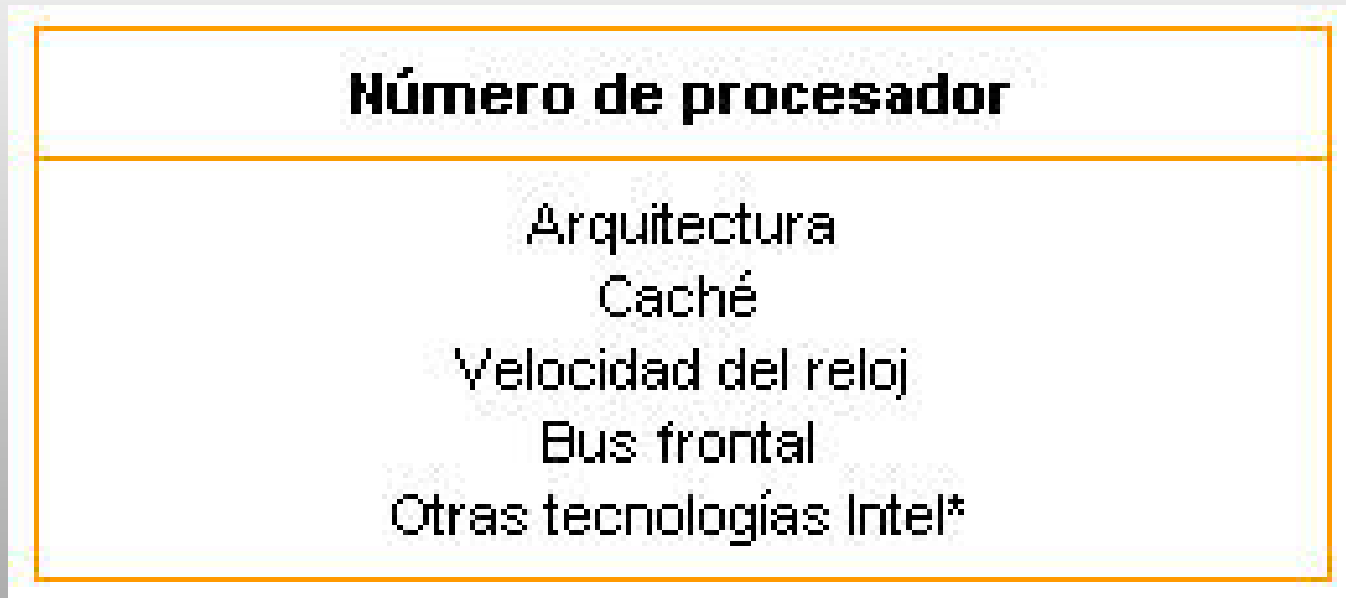 Número de procesador
Arquitectura
Caché
Velocidad del reloj
Bus frontal
Otras tecnologías Intel*